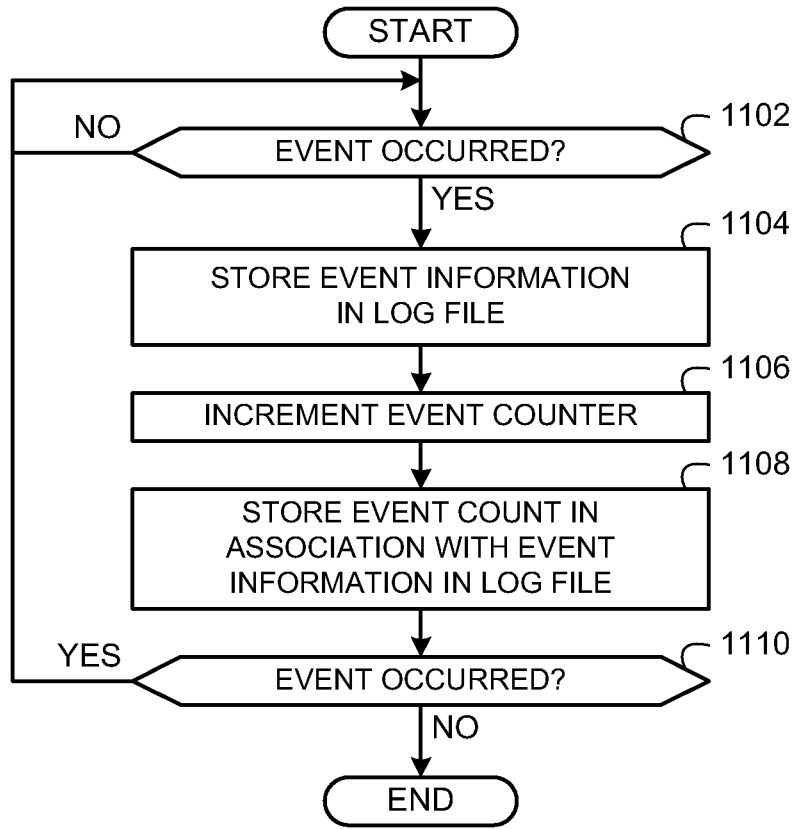 START
NO
1102
EVENT OCCURRED?
YES
1104
STORE EVENT INFORMATION
IN LOG FILE
1106
INCREMENT EVENT COUNTER
1108
STORE EVENT COUNT IN
ASSOCIATION WITH EVENT
INFORMATION IN LOG FILE
YES
1110
EVENT OCCURRED?
NO
END